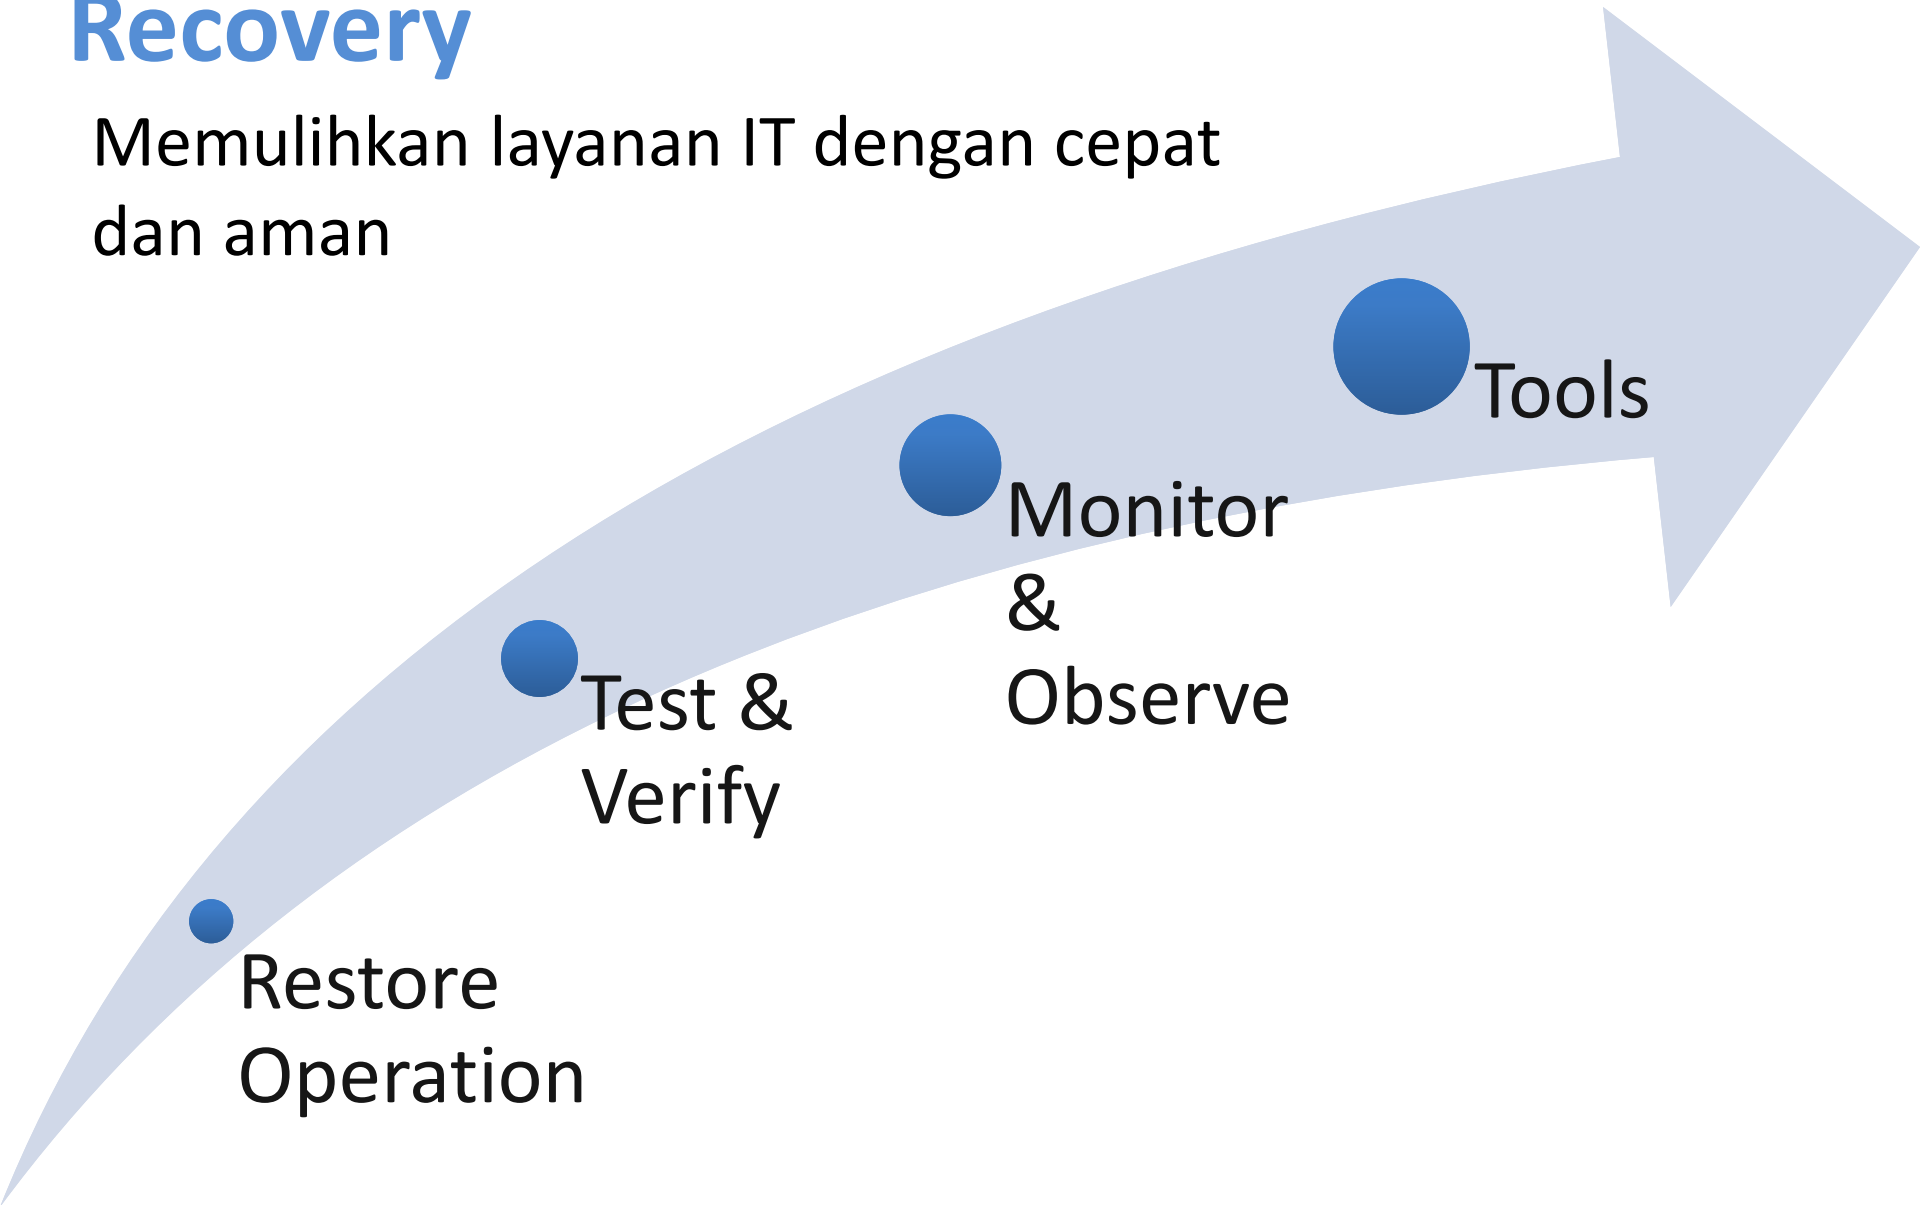 Recovery
Memulihkan layanan IT dengan cepat
dan aman
Tools
Monitor
&
Observe
Test &
Verify
Restore
Operation